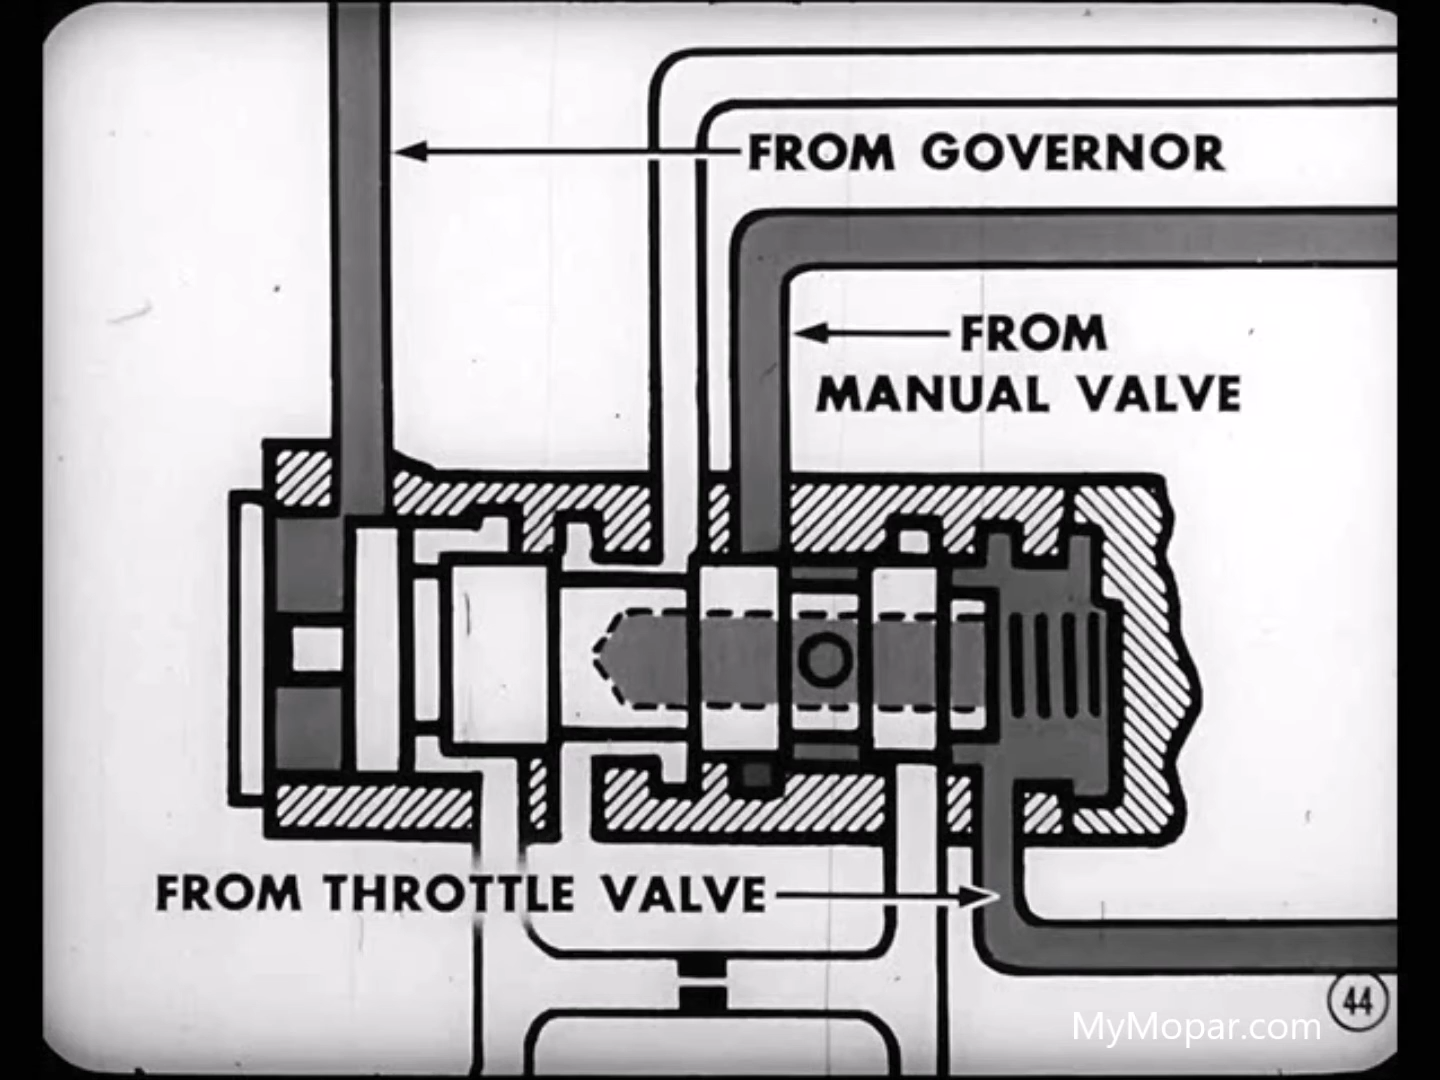 FROM GOVERNOR
FROM
MANUAL VALVE
FROM THROTTLE VALVE
44
MyMopar.com